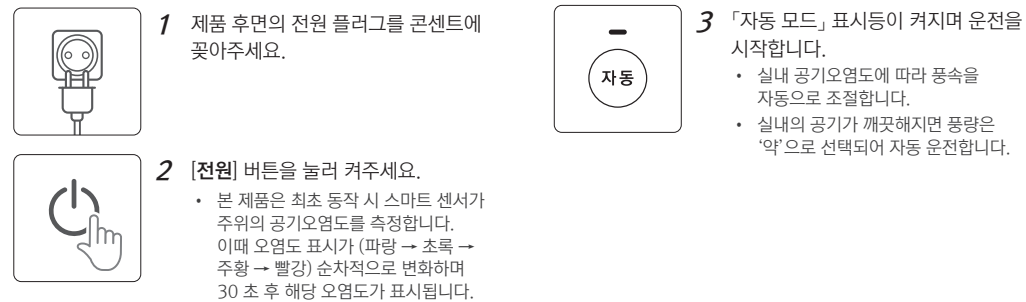 1 제품 후면의 전원 플러그를 콘센트에
꽂아주세요.
2 [전원] 버튼을 눌러 켜주세요.
• 본 제품은 최초 동작 시 스마트 센서가
주위의 공기오염도를 측정합니다.
이때 오염도 표시가 (파랑 → 초록 →
주황 → 빨강) 순차적으로 변화하며
30 초 후 해당 오염도가 표시됩니다.
자동
3 「자동 모드」 표시등이 켜지며 운전을
시작합니다.
• 실내 공기오염도에 따라 풍속을
자동으로 조절합니다.
• 실내의 공기가 깨끗해지면 풍량은
‘약’으로 선택되어 자동 운전합니다.